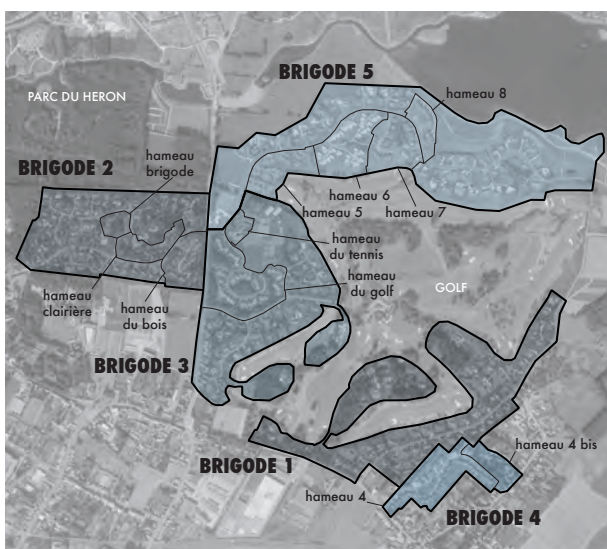 BRIGODE 5
hameau 8
PARC DU HERON
hameau
brigode
BRIGODE 2
hameau 6
hameau 5
hameau 7
hameau
du tennis
hameau
du golf
GOLF
hameau
clairière
hameau
du bois
BRIGODE 3
BRIGODE 1
hameau 4 bis
hameau 4
BRIGODE 4